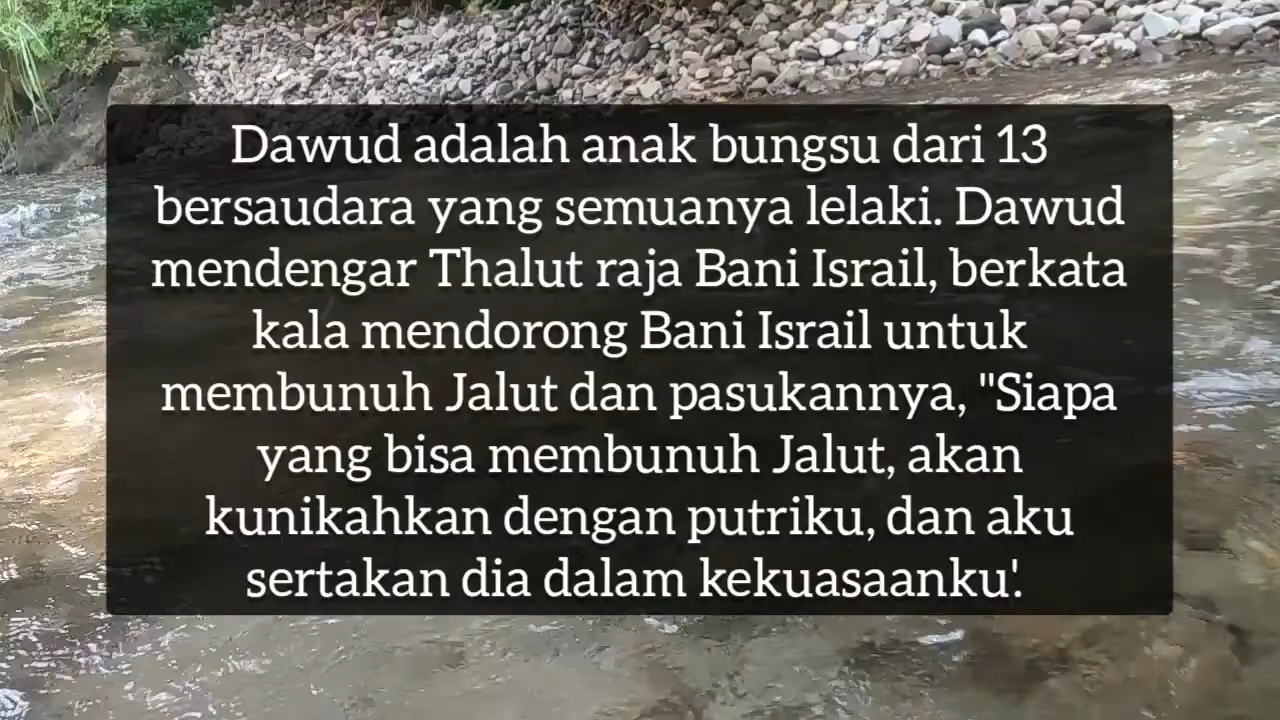 Dawud adalah anak bungsu dari 13
bersaudara yang semuanya lelaki. Dawud
mendengar Thalut raja Bani Israil, berkata
kala mendorong Bani Israil untuk
membunuh Jalut dan pasukannya, "Siapa
yang bisa membunuh Jalut, akan
kunikahkan dengan putriku, dan aku
sertakan dia dalam kekuasaanku'.